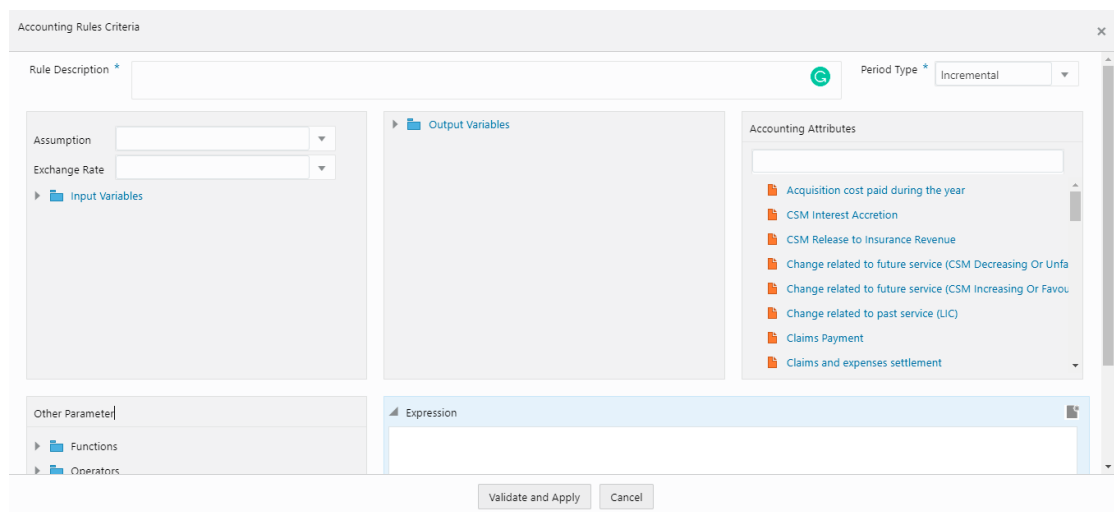 Accounting Rules Criteria
×
Rule Description *
Period Type *
Incremental
Assumption
Exchange Rate
Input Variables
Output Variables
Accounting Attributes
Acquisition cost paid during the year
CSM Interest Accretion
CSM Release to Insurance Revenue
Change related to future service (CSM Decreasing Or Unfa
Change related to future service (CSM Increasing Or Favou
Change related to past service (LIC)
Claims Payment
Claims and expenses settlement
Other Parameter
Functions
Operators
Expression
Validate and Apply
Cancel